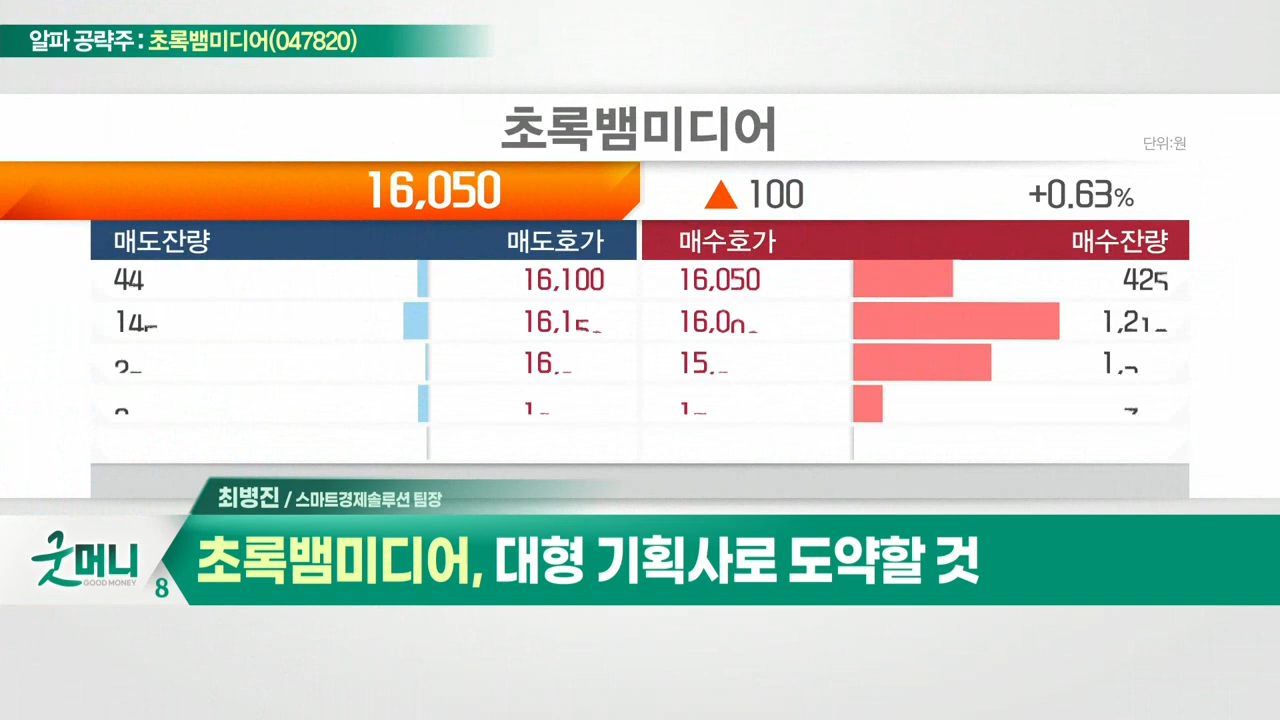 알파 공략주 : 초록뱀미디어(047820)
초록뱀미디어
단위:원
16,050 ▲ 100 +0.63%
매도잔량 매도호가 매수호가 매수잔량
44 16,100 16,050 425
최병진 / 스마트경제솔루션 팀장
굿머니
GOOD MONEY
8
초록뱀미디어, 대형 기획사로 도약할 것